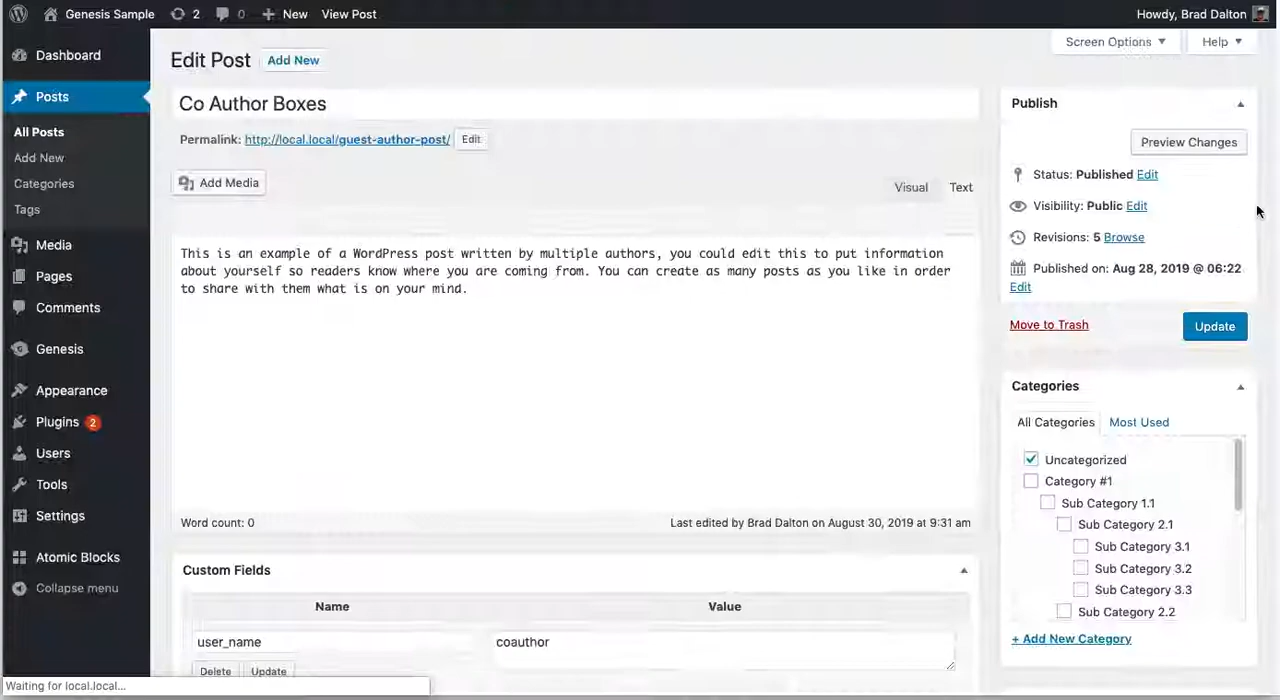 Genesis Sample 2 0 New View Post Howdy, Brad Dalton
Screen Options Help
Dashboard
Posts
All Posts
Add New
Categories
Tags
Media
Pages
Comments
Genesis
Appearance
Plugins 2
Users
Tools
Settings
Atomic Blocks
Collapse menu
Edit Post Add New
Co Author Boxes
Permalink: http://local.local/guest-author-post/ Edit
Add Media
Visual Text
This is an example of a WordPress post written by multiple authors, you could edit this to put information
about yourself so readers know where you are coming from. You can create as many posts as you like in order
to share with them what is on your mind.
Word count: 0 Last edited by Brad Dalton on August 30, 2019 at 9:31 am
Custom Fields
Name Value
user_name coauthor
Delete Update
Publish
Preview Changes
Status: Published Edit
Visibility: Public Edit
Revisions: 5 Browse
Published on: Aug 28, 2019 @ 06:22
Edit
Move to Trash Update
Categories
All Categories Most Used
Uncategorized
Category #1
Sub Category 1.1
Sub Category 2.1
Sub Category 3.1
Sub Category 3.2
Sub Category 3.3
Sub Category 2.2
+ Add New Category
Waiting for local.local...